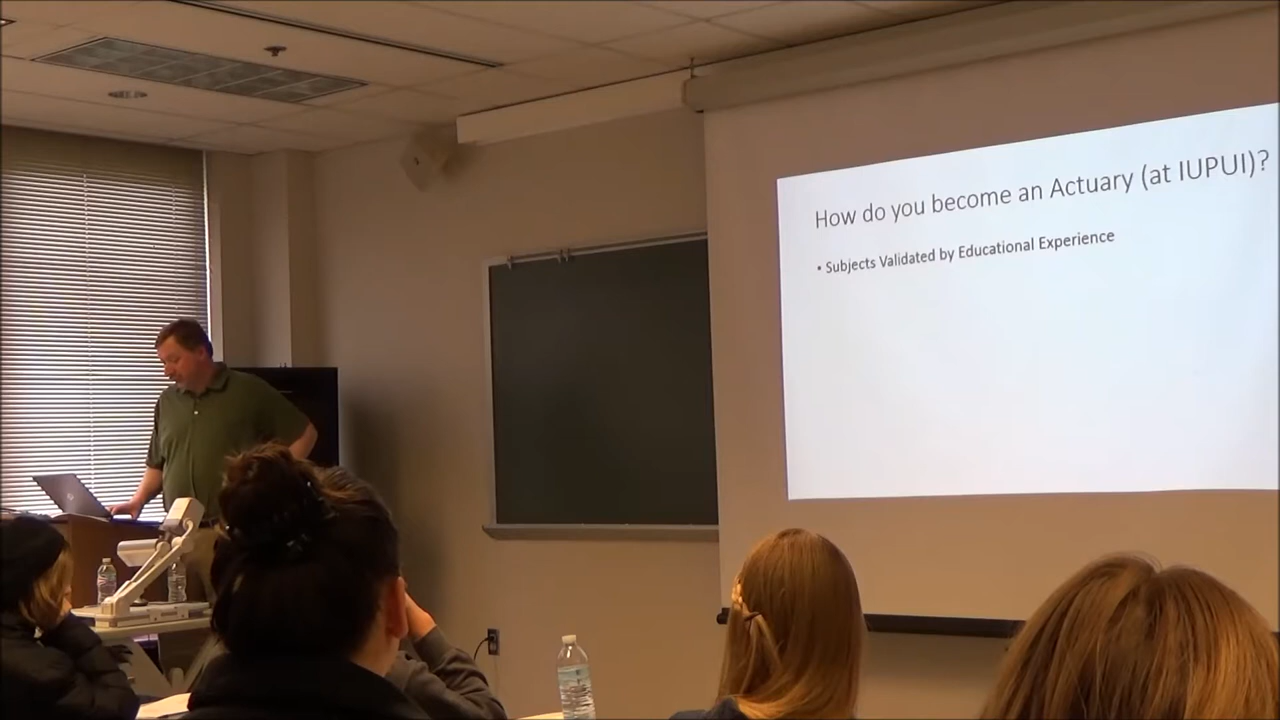 How do you become an Actuary (at IUPUI)?
• Subjects Validated by Educational Experience